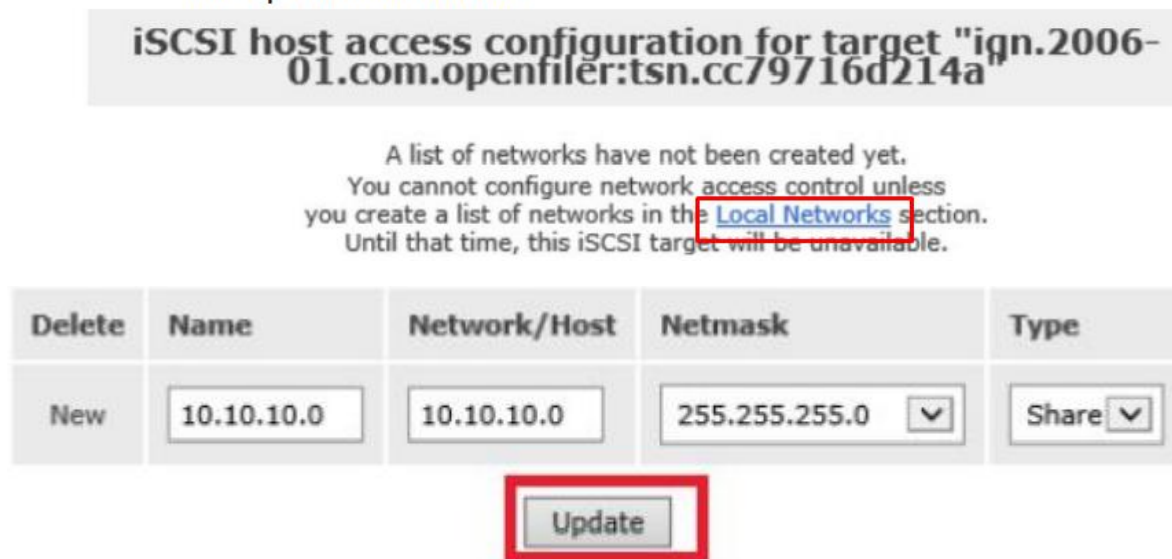 iSCSI host access configuration for target "iqn.2006-
01.com.openfiler:tsn.cc79716d214a"
A list of networks have not been created yet.
You cannot configure network access control unless
you create a list of networks in the Local Networks section.
Until that time, this iSCSI target will be unavailable.
Delete Name Network/Host Netmask Type
New 10.10.10.0 10.10.10.0 255.255.255.0 Share
Update